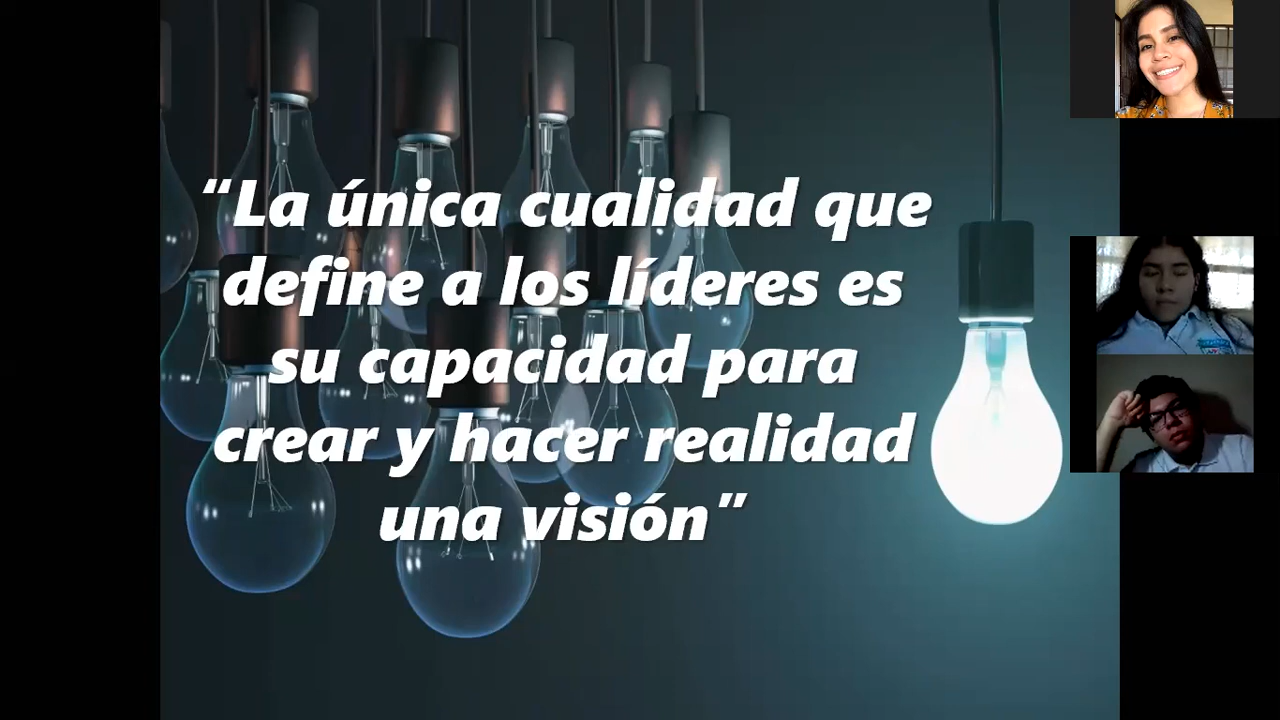 “La única cualidad que
define a los líderes es
su capacidad para
crear y hacer realidad
una visión”